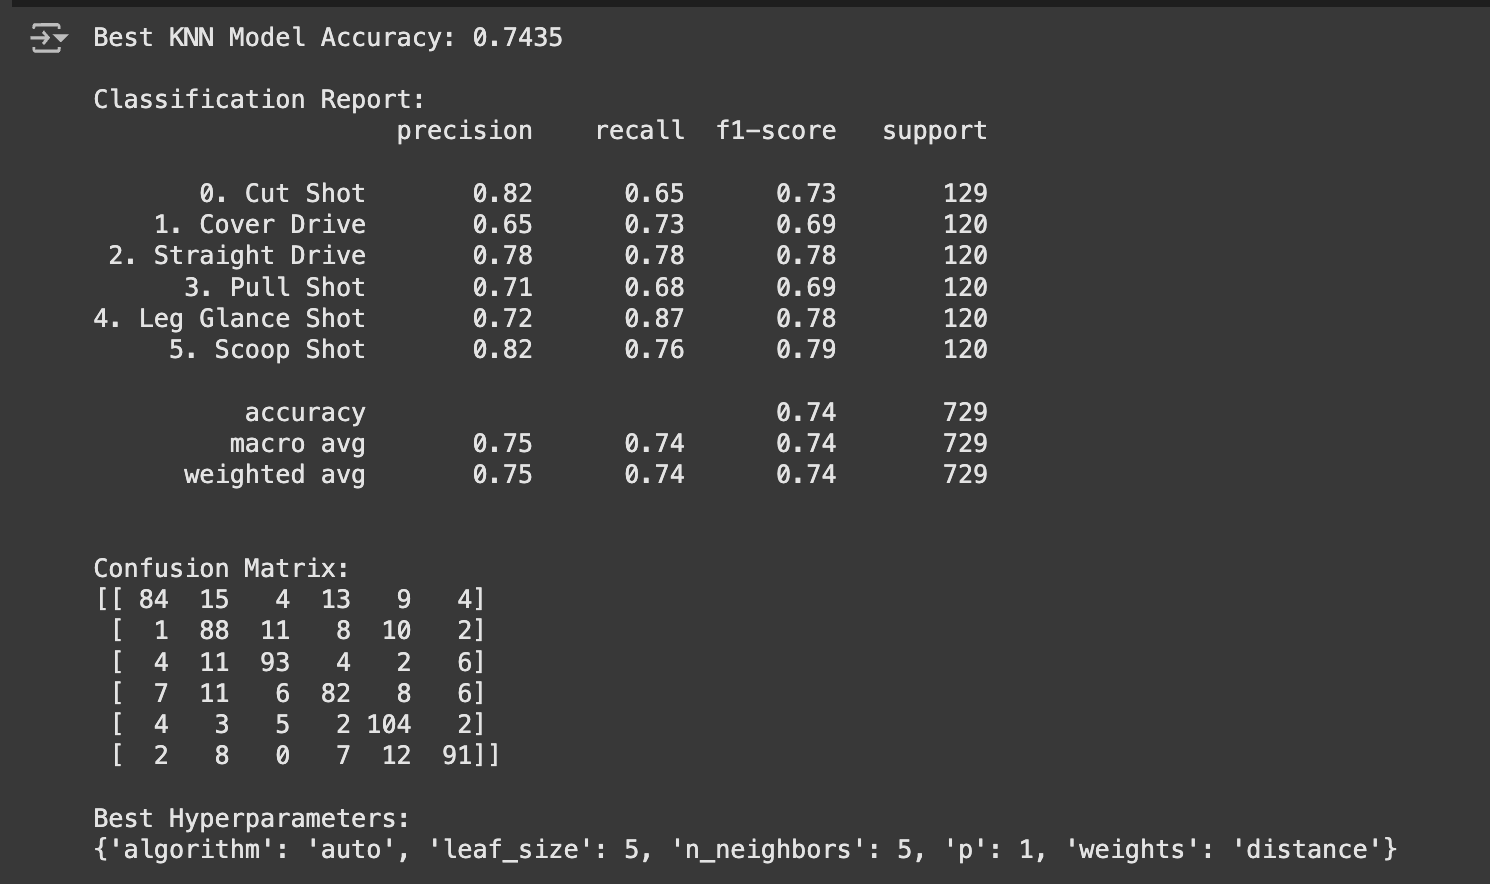 Best KNN Model Accuracy: 0.7435
Classification Report:
precision recall f1-score support
0. Cut Shot 0.82 0.65 0.73 129
1. Cover Drive 0.65 0.73 0.69 120
2. Straight Drive 0.78 0.78 0.78 120
3. Pull Shot 0.71 0.68 0.69 120
4. Leg Glance Shot 0.72 0.87 0.78 120
5. Scoop Shot 0.82 0.76 0.79 120
accuracy 0.74 729
macro avg 0.75 0.74 0.74 729
weighted avg 0.75 0.74 0.74 729
Confusion Matrix:
[[ 84 15 4 13 9 4]
[ 1 88 11 8 10 2]
[ 4 11 93 4 2 6]
[ 7 11 6 82 8 6]
[ 4 3 5 2 104 2]
[ 2 8 0 7 12 91]]
Best Hyperparameters:
{'algorithm': 'auto', 'leaf_size': 5, 'n_neighbors': 5, 'p': 1, 'weights': 'distance'}